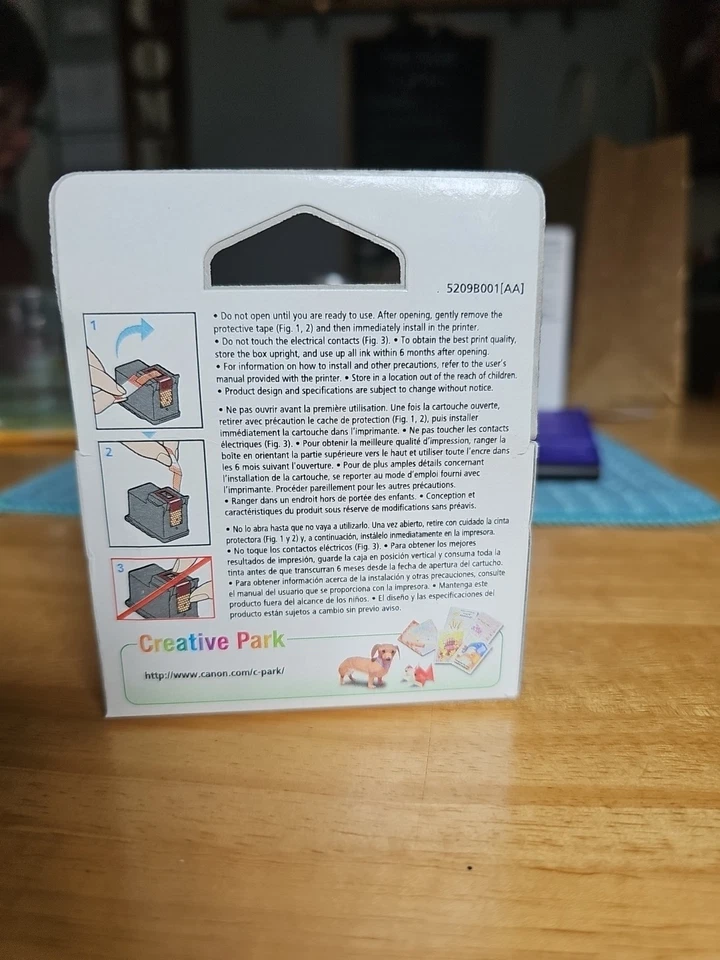 5209B001[AA]
1
• Do not open until you are ready to use. After opening, gently remove the
protective tape (Fig. 1, 2) and then immediately install in the printer.
• Do not touch the electrical contacts (Fig. 3). • To obtain the best print quality,
store the box upright, and use up all ink within 6 months after opening.
• For information on how to install and other precautions, refer to the user's
manual provided with the printer. • Store in a location out of the reach of children.
• Product design and specifications are subject to change without notice.
• Ne pas ouvrir avant la première utilisation. Une fois la cartouche ouverte,
retirer avec précaution le cache de protection (Fig. 1, 2), puis installer
immédiatement la cartouche dans l'imprimante. • Ne pas toucher les contacts
électriques (Fig. 3). • Pour obtenir la meilleure qualité d'impression, ranger la
boîte en orientant la partie supérieure vers le haut et utiliser toute l'encre dans
les 6 mois suivant l'ouverture. • Pour de plus amples détails concernant
l'installation de la cartouche, se reporter au mode d'emploi fourni avec
l'imprimante. Procéder pareillement pour les autres précautions.
• Ranger dans un endroit hors de portée des enfants. • Conception et
caractéristiques du produit sous réserve de modifications sans préavis.
2
• No lo abra hasta que no vaya a utilizarlo. Una vez abierto, retire con cuidado la cinta
protectora (Fig. 1 y 2) y, a continuación, instálelo inmediatamente en la impresora.
• No toque los contactos eléctricos (Fig. 3). • Para obtener los mejores
resultados de impresión, guarde la caja en posición vertical y consuma toda la
tinta antes de que transcurran 6 meses desde la fecha de apertura del cartucho.
• Para obtener información acerca de la instalación y otras precauciones, consulte
el manual del usuario que se proporciona con la impresora. • Mantenga este
producto fuera del alcance de los niños. • El diseño y las especificaciones del
producto están sujetos a cambio sin previo aviso.
3
Creative Park
http://www.canon.com/c-park/